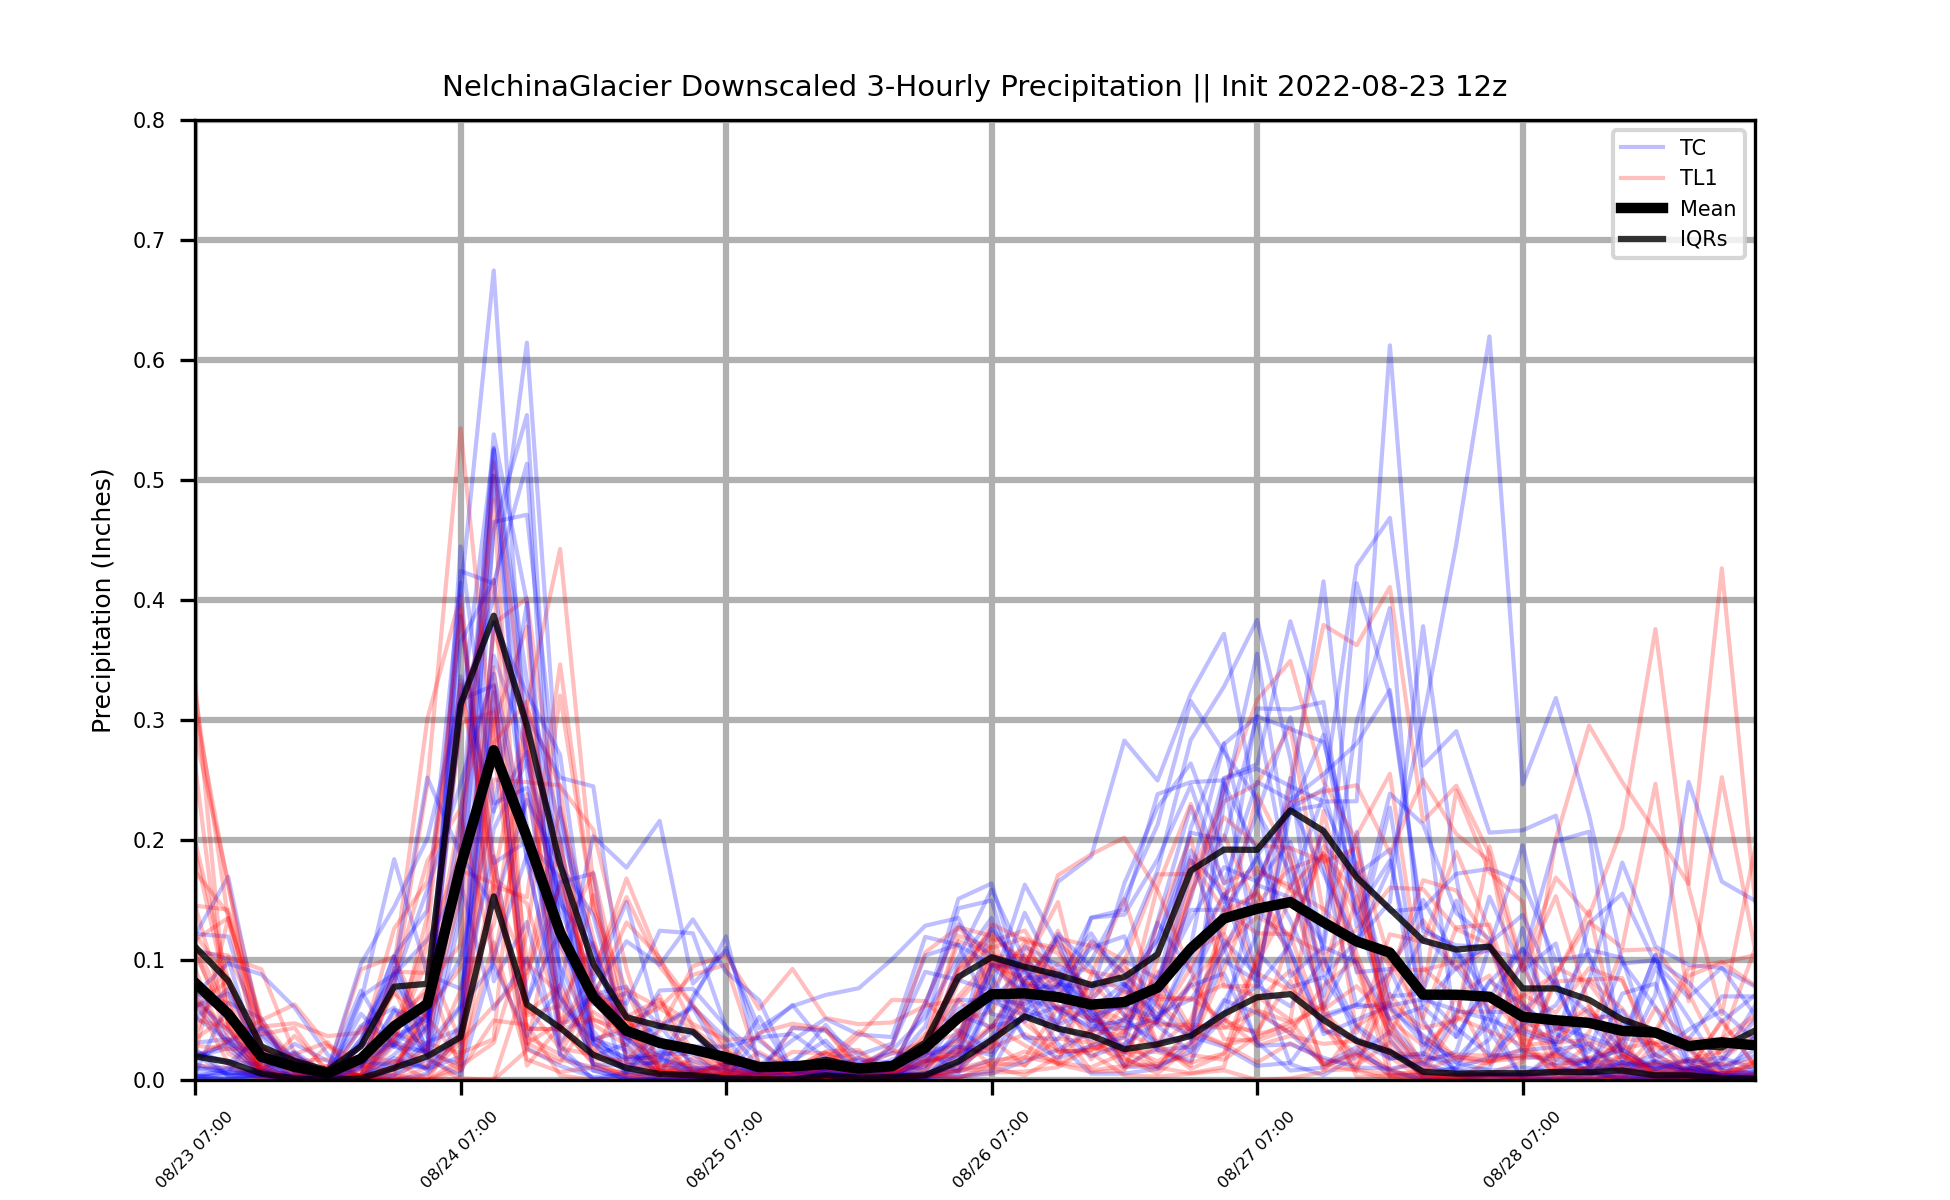 NelchinaGlacier Downscaled 3-Hourly Precipitation || Init 2022-08-23 12z
Precipitation (Inches)
0.8
0.7
0.6
0.5
0.4
0.3
0.2
0.1
0.0
TC
TL1
Mean
IQRs
08/23 07:00
08/24 07:00
08/25 07:00
08/26 07:00
08/27 07:00
08/28 07:00